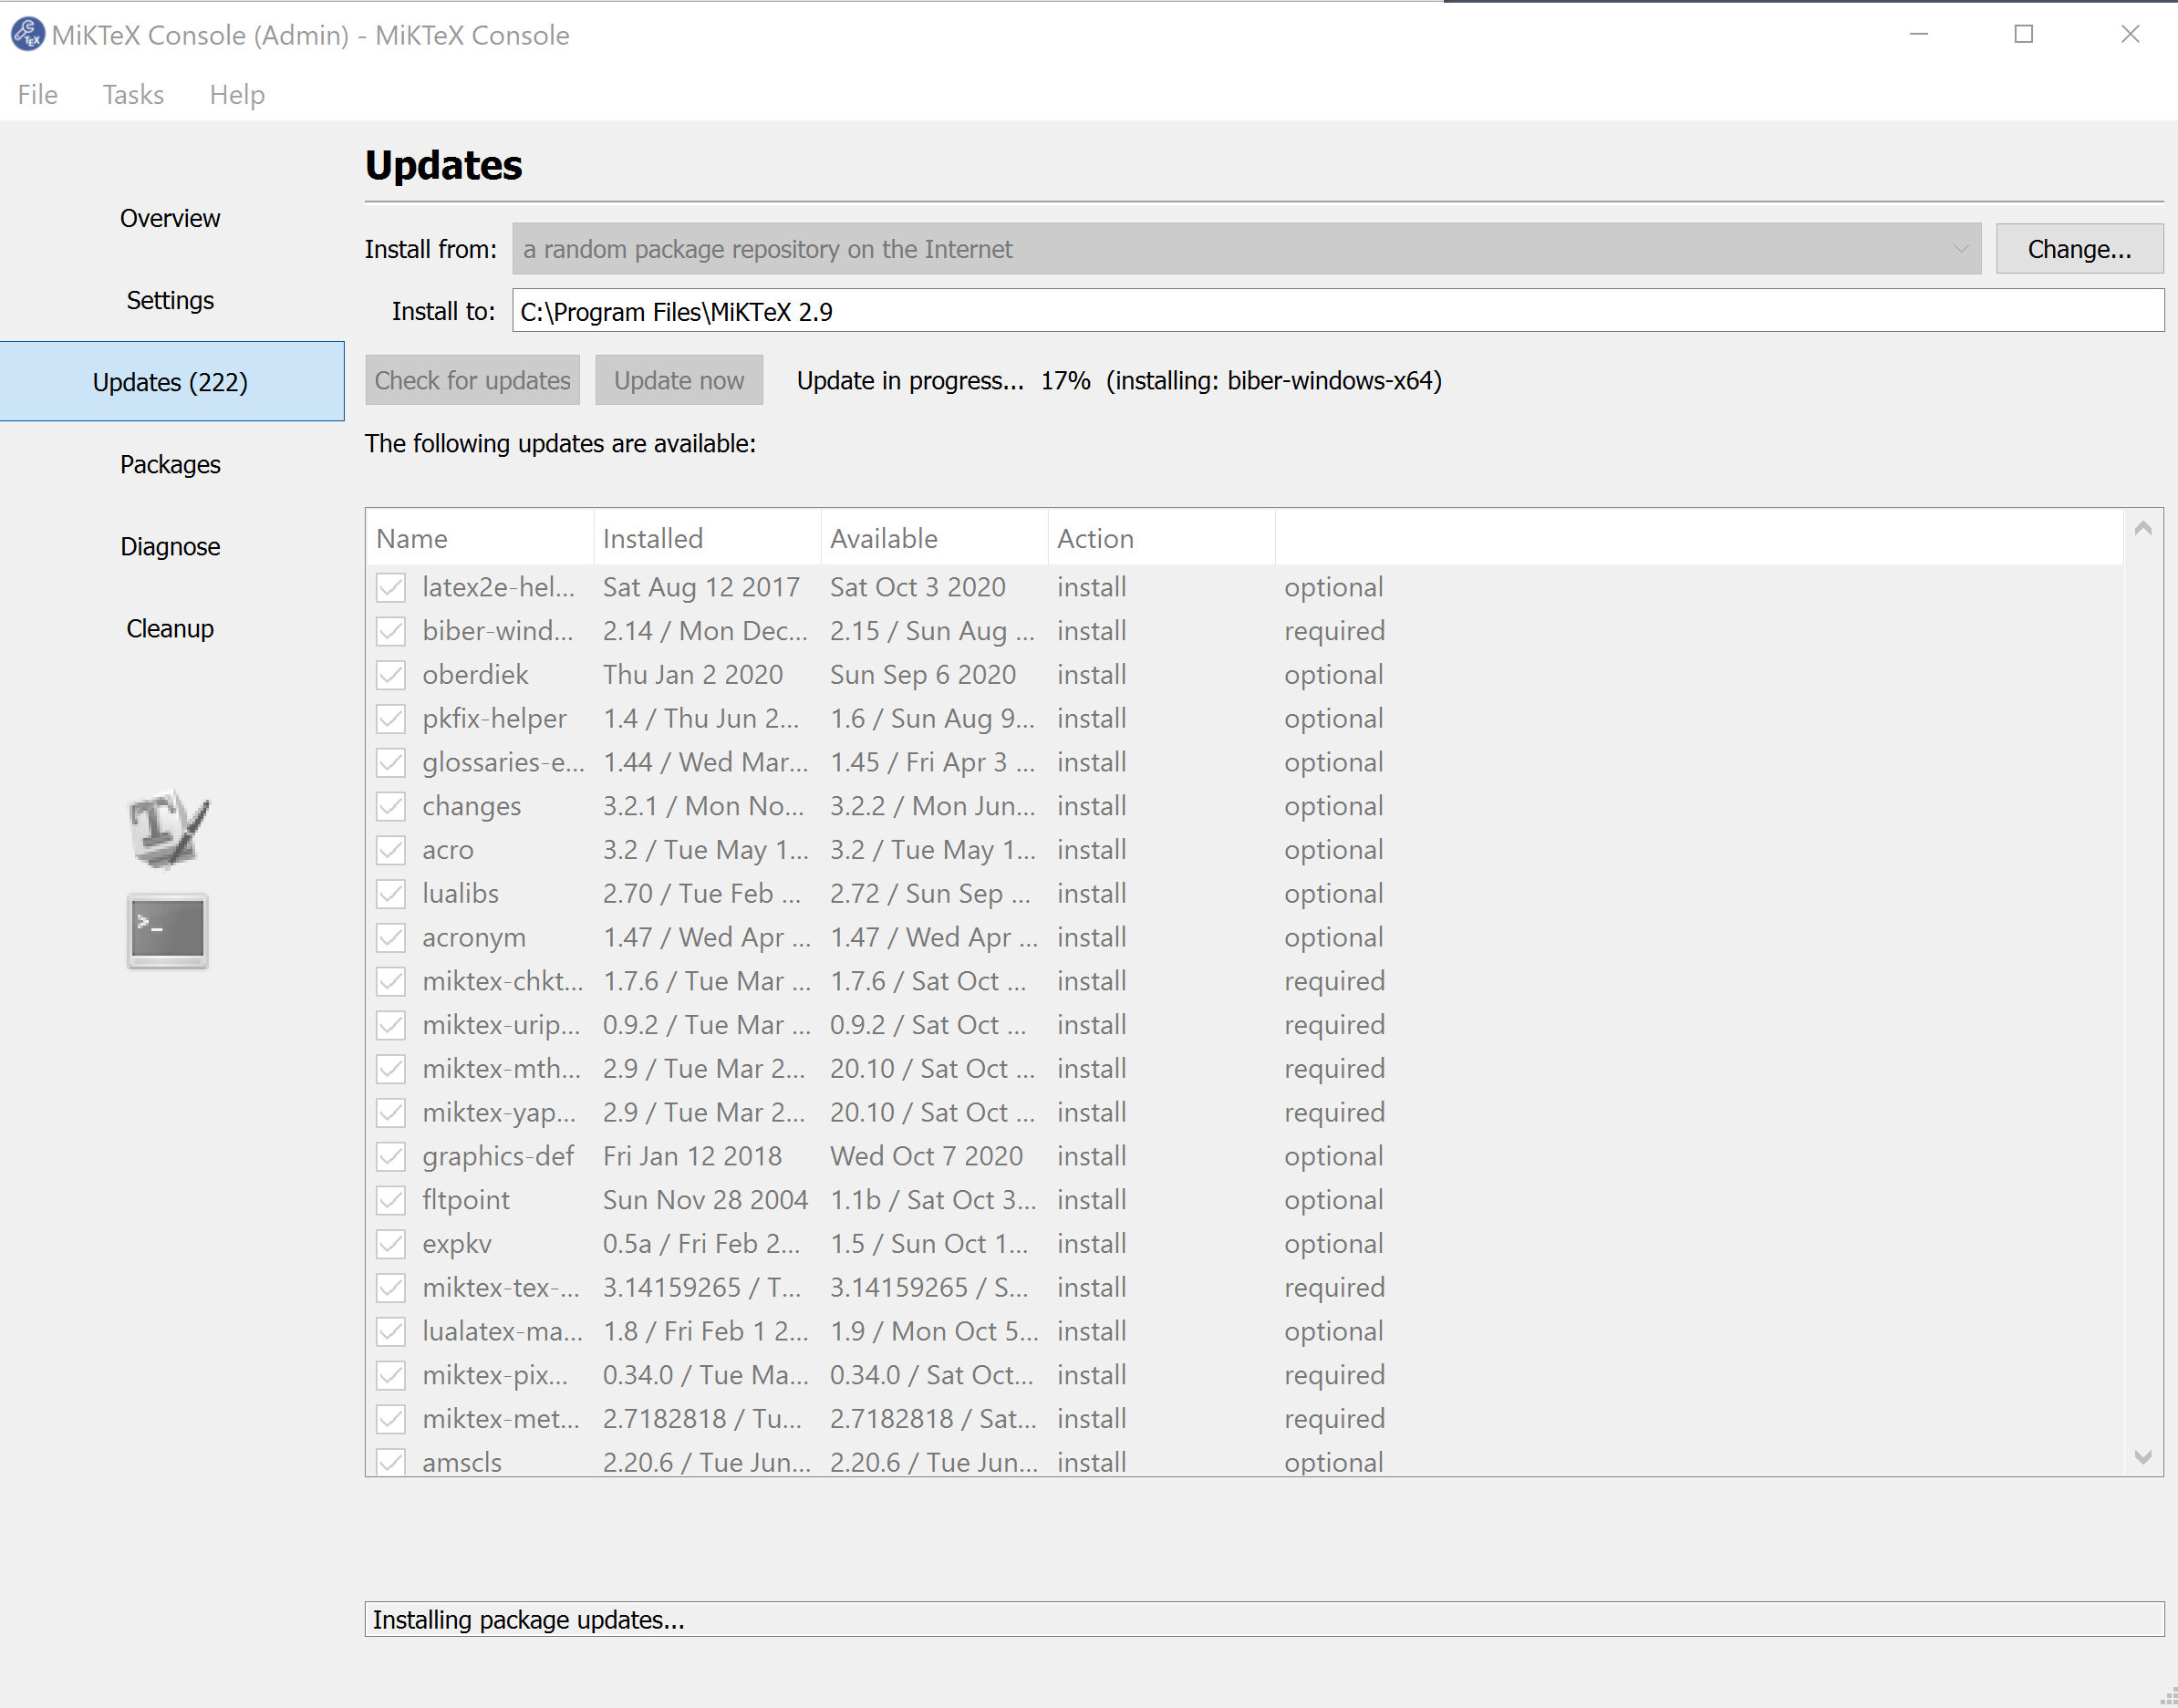 MiKTeX Console (Admin) - MiKTeX Console
File Tasks Help
Overview
Settings
Updates (222)
Packages
Diagnose
Cleanup
Updates
Install from: a random package repository on the Internet Change...
Install to: C:\Program Files\MiKTeX 2.9
Check for updates Update now Update in progress... 17% (installing: biber-windows-x64)
The following updates are available:
Name Installed Available Action
latex2e-hel... Sat Aug 12 2017 Sat Oct 3 2020 install optional
biber-wind... 2.14 / Mon Dec... 2.15 / Sun Aug ... install required
oberdiek Thu Jan 2 2020 Sun Sep 6 2020 install optional
pkfix-helper 1.4 / Thu Jun 2... 1.6 / Sun Aug 9... install optional
glossaries-e... 1.44 / Wed Mar... 1.45 / Fri Apr 3 ... install optional
changes 3.2.1 / Mon No... 3.2.2 / Mon Jun... install optional
acro 3.2 / Tue May 1... 3.2 / Tue May 1... install optional
lualibs 2.70 / Tue Feb ... 2.72 / Sun Sep ... install optional
acronym 1.47 / Wed Apr ... 1.47 / Wed Apr ... install optional
miktex-chkt... 1.7.6 / Tue Mar ... 1.7.6 / Sat Oct ... install required
miktex-urip... 0.9.2 / Tue Mar ... 0.9.2 / Sat Oct ... install required
miktex-mth... 2.9 / Tue Mar 2... 20.10 / Sat Oct ... install required
miktex-yap... 2.9 / Tue Mar 2... 20.10 / Sat Oct ... install required
graphics-def Fri Jan 12 2018 Wed Oct 7 2020 install optional
fltpoint Sun Nov 28 2004 1.1b / Sat Oct 3... install optional
expkv 0.5a / Fri Feb 2... 1.5 / Sun Oct 1... install optional
miktex-tex-... 3.14159265 / T... 3.14159265 / S... install required
lualatex-ma... 1.8 / Fri Feb 1 2... 1.9 / Mon Oct 5... install optional
miktex-pix... 0.34.0 / Tue Ma... 0.34.0 / Sat Oct... install required
miktex-met... 2.7182818 / Tu... 2.7182818 / Sat... install required
amscls 2.20.6 / Tue Jun... 2.20.6 / Tue Jun... install optional
Installing package updates...